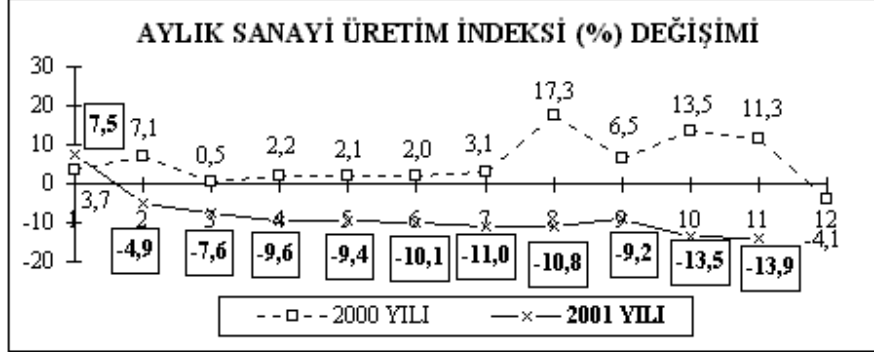 AYLIK SANAYİ ÜRETİM İNDEKSİ (%) DEĞİŞİMİ
30
20
10
0
-10
-20
7,5 7,1 0,5 2,2 2,1 2,0 3,1 17,3 6,5 13,5 11,3
3,7 -4,1
1 2 3 4 5 6 7 8 9 10 11 12
-4,9 -7,6 -9,6 -9,4 -10,1 -11,0 -10,8 -9,2 -13,5 -13,9
2000 YILI 2001 YILI